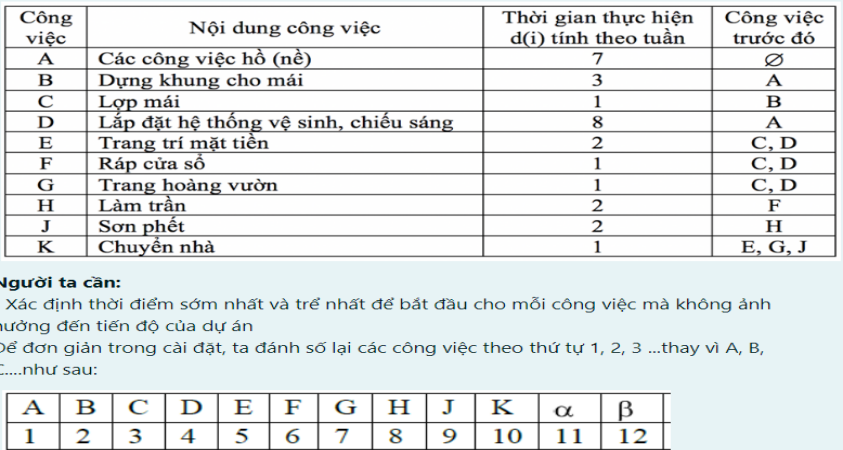 Công việc Nội dung công việc Thời gian thực hiện d(i) tính theo tuần Công việc trước đó
A Các công việc hồ (nề) 7 ∅
B Dựng khung cho mái 3 A
C Lợp mái 1 B
D Lắp đặt hệ thống vệ sinh, chiếu sáng 8 A
E Trang trí mặt tiền 2 C, D
F Ráp cửa sổ 1 C, D
G Trang hoàng vườn 1 C, D
H Làm trần 2 F
J Sơn phết 2 H
K Chuyển nhà 1 E, G, J
Người ta cần:
Xác định thời điểm sớm nhất và trể nhất để bắt đầu cho mỗi công việc mà không ảnh
hưởng đến tiến độ của dự án
Để đơn giản trong cài đặt, ta đánh số lại các công việc theo thứ tự 1, 2, 3 ...thay vì A, B,
C....như sau:
A B C D E F G H J K α β
1 2 3 4 5 6 7 8 9 10 11 12